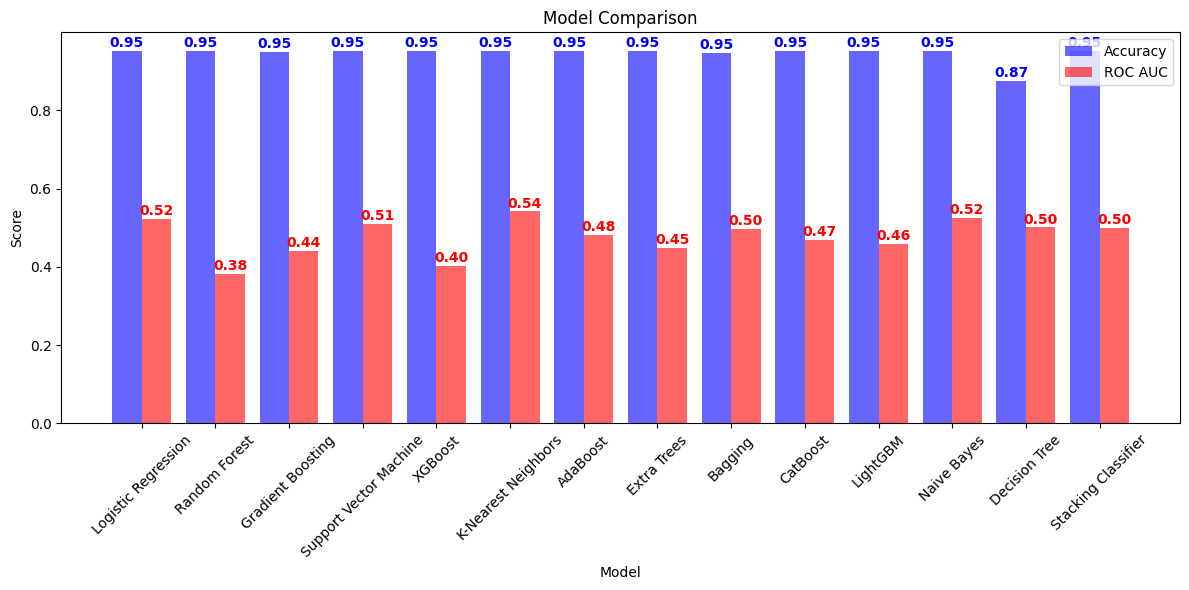 Model Comparison
0.95 0.95 0.95 0.95 0.95 0.95 0.95 0.95 0.95 0.95 0.95 0.95 0.87 0.95
Accuracy
ROC AUC
0.52 0.38 0.44 0.51 0.40 0.54 0.48 0.45 0.50 0.47 0.46 0.52 0.50 0.50
Score
0.8
0.6
0.4
0.2
0.0
Logistic Regression
Random Forest
Gradient Boosting
Support Vector Machine
XGBoost
K-Nearest Neighbors
AdaBoost
Extra Trees
Bagging
CatBoost
LightGBM
Naive Bayes
Decision Tree
Stacking Classifier
Model